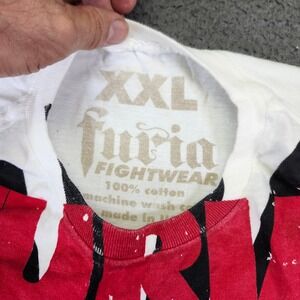 XXL
furia
FIGHTWEAR
100% cotton
machine wash
made in